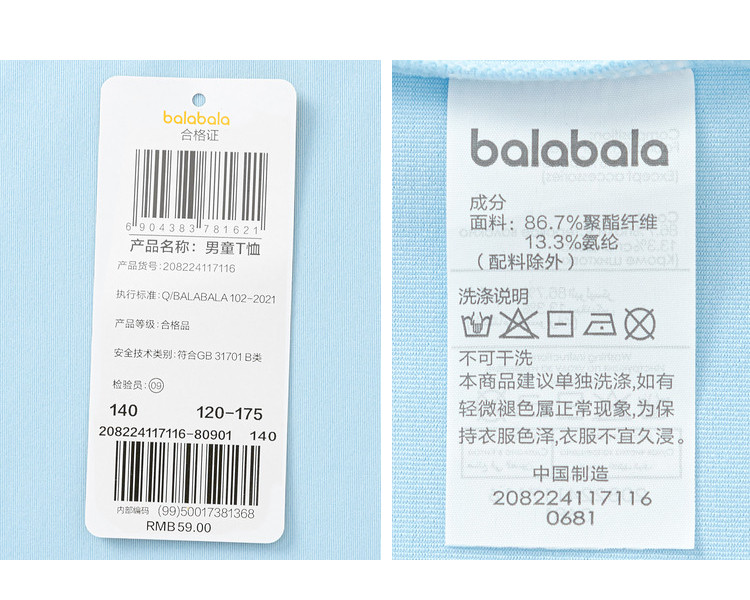 balabala
合格证
6 904383 781621
产品名称：男童T恤
产品货号：208224117116
执行标准：Q/BALABALA 102-2021
产品等级：合格品
安全技术类别：符合GB 31701 B类
检验员：09
140 120-175
208224117116-80901 140
内部编码 (99)50017381368
RMB59.00
balabala
成分
面料：86.7%聚酯纤维
13.3%氨纶
（配料除外）
洗涤说明
不可干洗
本商品建议单独洗涤,如有
轻微褪色属正常现象,为保
持衣服色泽,衣服不宜久浸。
中国制造
208224117116
0681